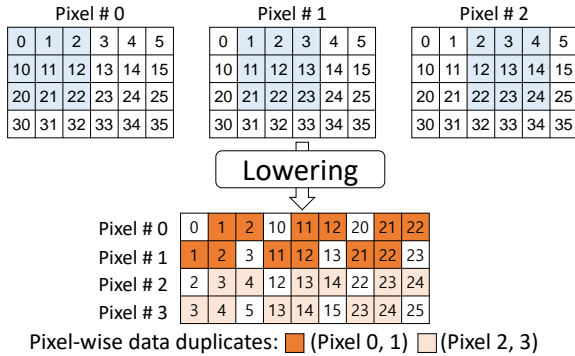 Pixel # 0 Pixel # 1 Pixel # 2
0 1 2 3 4 5 0 1 2 3 4 5 0 1 2 3 4 5
10 11 12 13 14 15 10 11 12 13 14 15 10 11 12 13 14 15
20 21 22 23 24 25 20 21 22 23 24 25 20 21 22 23 24 25
30 31 32 33 34 35 30 31 32 33 34 35 30 31 32 33 34 35
Lowering
Pixel # 0 0 1 2 10 11 12 20 21 22
Pixel # 1 1 2 3 11 12 13 21 22 23
Pixel # 2 2 3 4 12 13 14 22 23 24
Pixel # 3 3 4 5 13 14 15 23 24 25
Pixel-wise data duplicates: (Pixel 0, 1) (Pixel 2, 3)